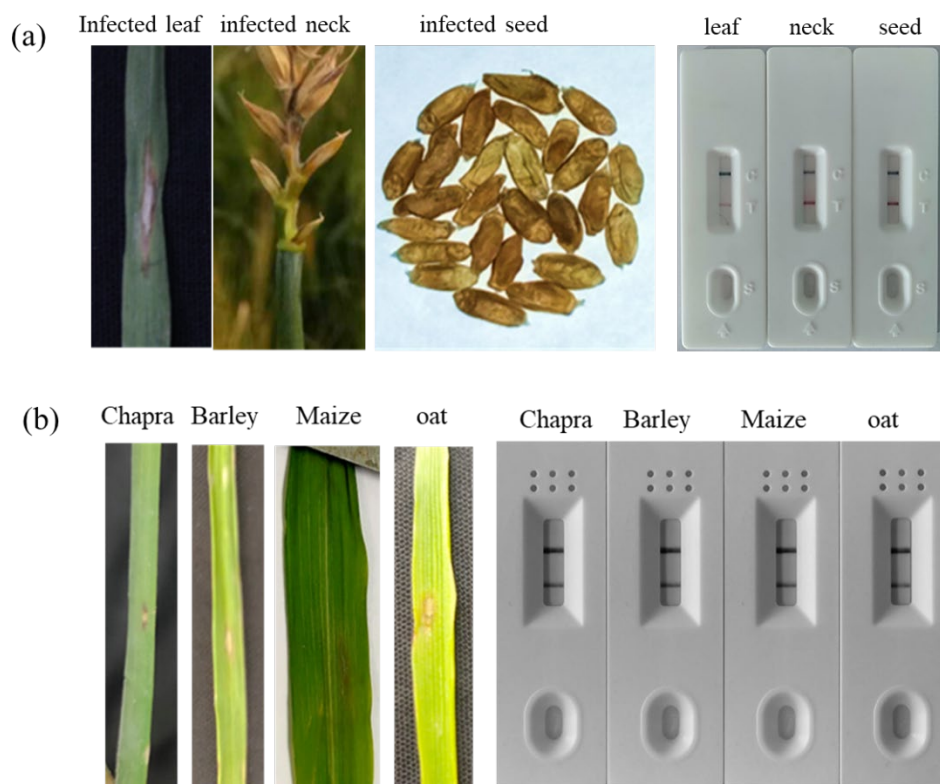 (a)
Infected leaf infected neck infected seed leaf neck seed
C C C
T T T
S S S
(b)
Chapra Barley Maize oat Chapra Barley Maize oat